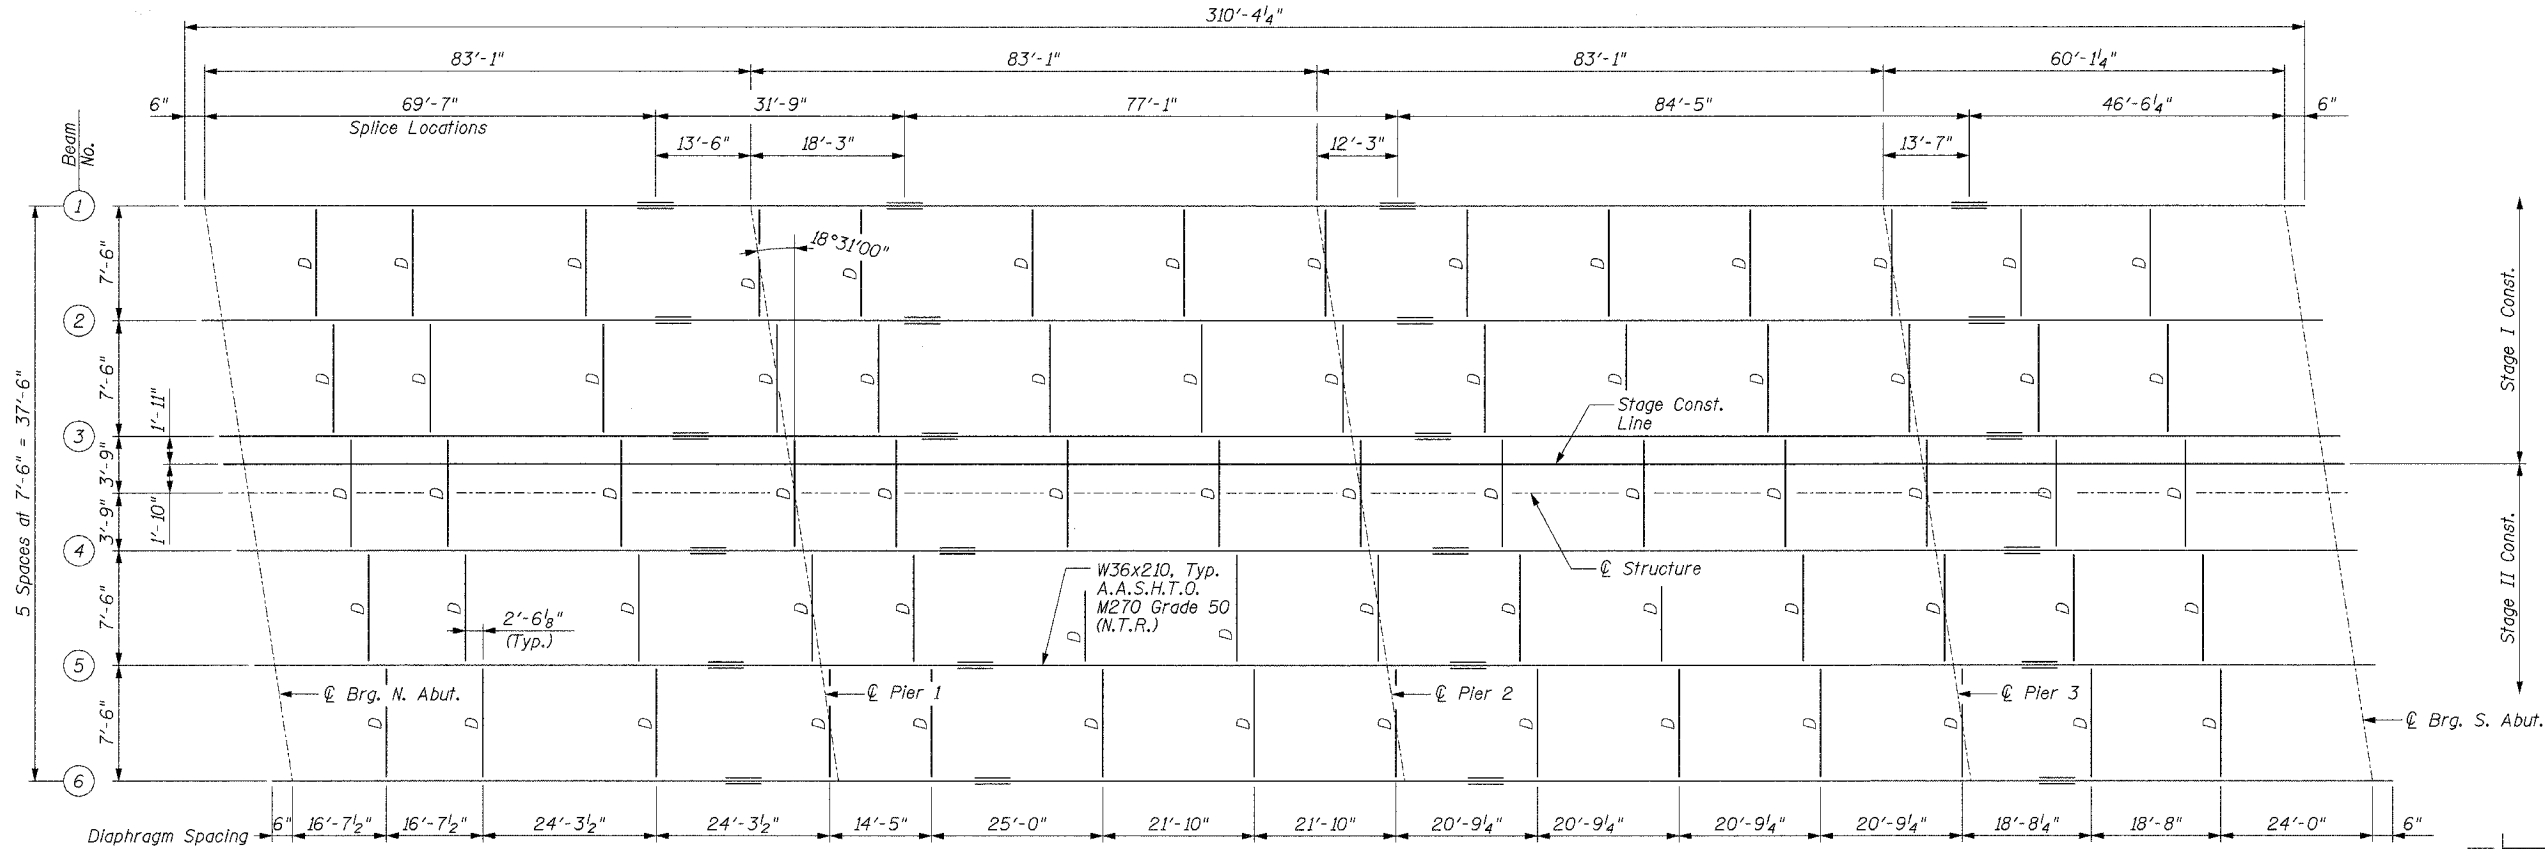 310'-4¼"
83'-1" 83'-1" 83'-1" 60'-1¼"
6" 69'-7" 31'-9" 77'-1" 84'-5" 46'-6¼" 6"
Splice Locations
13'-6" 18'-3" 12'-3" 13'-7"
Beam
No.
1
18°31'00"
7'-6"
D D D D D D D D D D D D D D
2
7'-6"
D D D D D D D D D D D D D D
Stage I Const.
5 Spaces at 7'-6" = 37'-6"
1'-11"
Stage Const.
Line
3
3'-9"
D D D D D D D D D D D D D D
3'-9"
1'-10"
4
℄ Structure
W36x210, Typ.
A.A.S.H.T.O.
M270 Grade 50
(N.T.R.)
7'-6"
2'-6⅛"
(Typ.)
D D D D D D D D D D D D D D
Stage II Const.
5
℄ Brg. N. Abut. ℄ Pier 1 ℄ Pier 2 ℄ Pier 3 ℄ Brg. S. Abut.
7'-6"
D D D D D D D D D D D D D D
6
Diaphragm Spacing 6" 16'-7½" 16'-7½" 24'-3½" 24'-3½" 14'-5" 25'-0" 21'-10" 21'-10" 20'-9¼" 20'-9¼" 20'-9¼" 20'-9¼" 18'-8¼" 18'-8" 24'-0" 6"